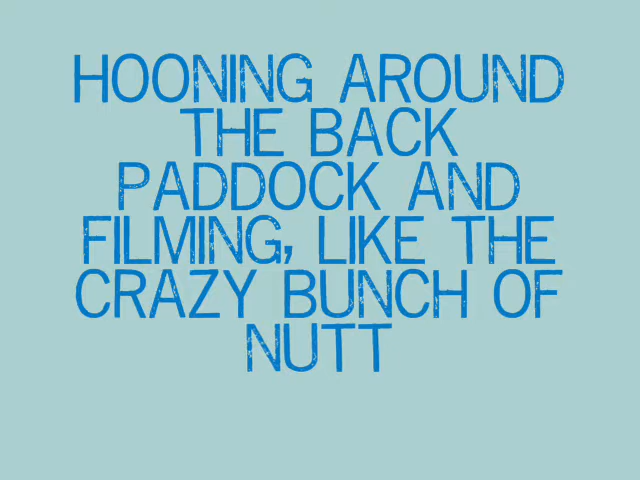 HOONING AROUND
THE BACK
PADDOCK AND
FILMING, LIKE THE
CRAZY BUNCH OF
NUTT